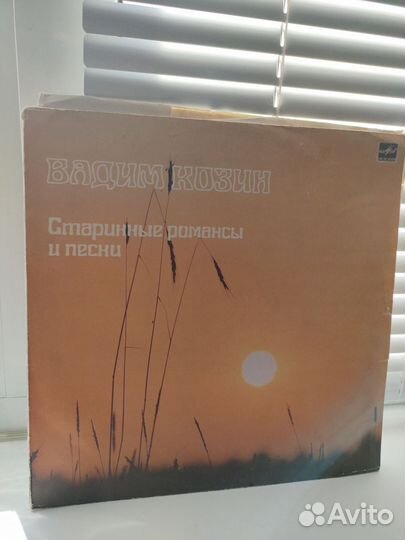 ВАДИМ КОЗИН
Старинные романсы
и песни
Avito